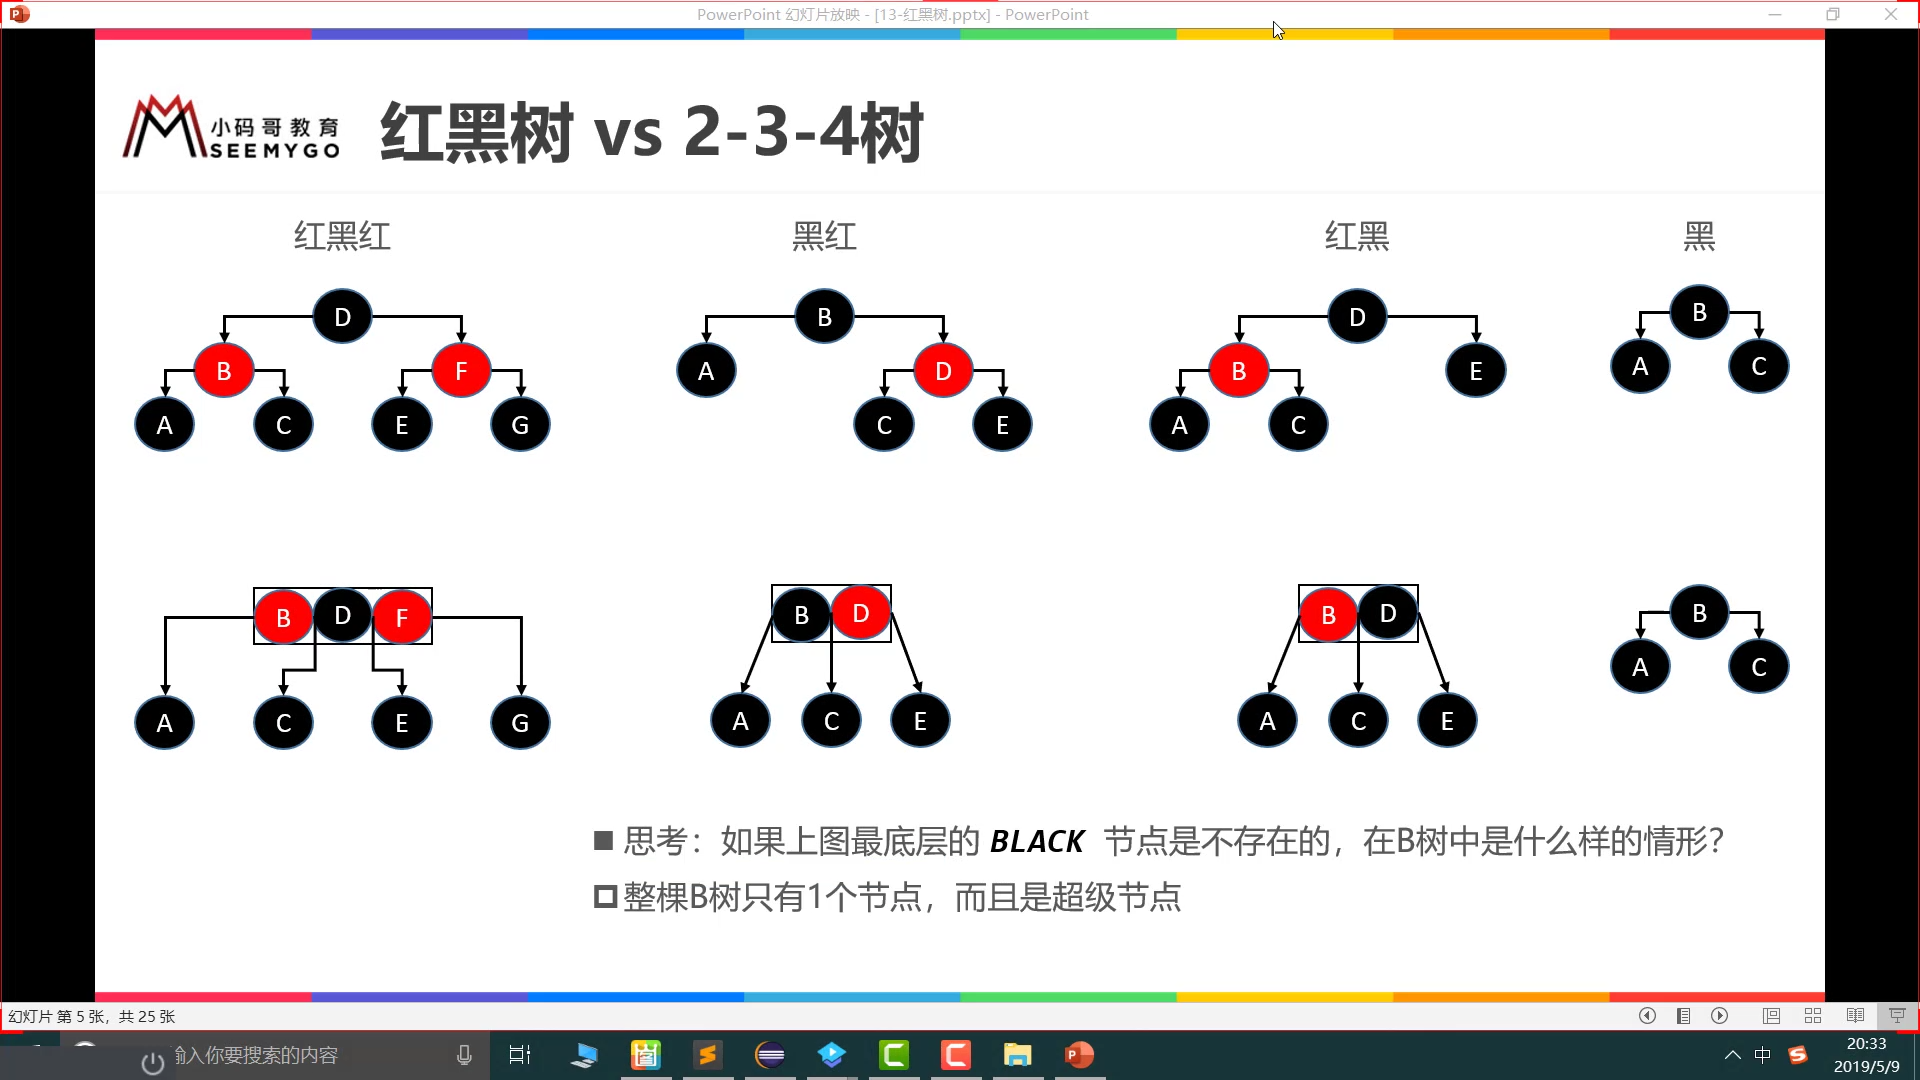 PowerPoint 幻灯片放映 - [13-红黑树.pptx] - PowerPoint
小码哥教育
SEEMYGO
红黑树 vs 2-3-4树
红黑红 黑红 红黑 黑
D B D B
B F A D B E A C
A C E G C E A C
B D F B D B D B
A C E G A C E A C E A C
思考：如果上图最底层的 BLACK 节点是不存在的，在B树中是什么样的情形？
整棵B树只有1个节点，而且是超级节点
幻灯片 第 5 张，共 25 张
输入你要搜索的内容
中
20:33
2019/5/9